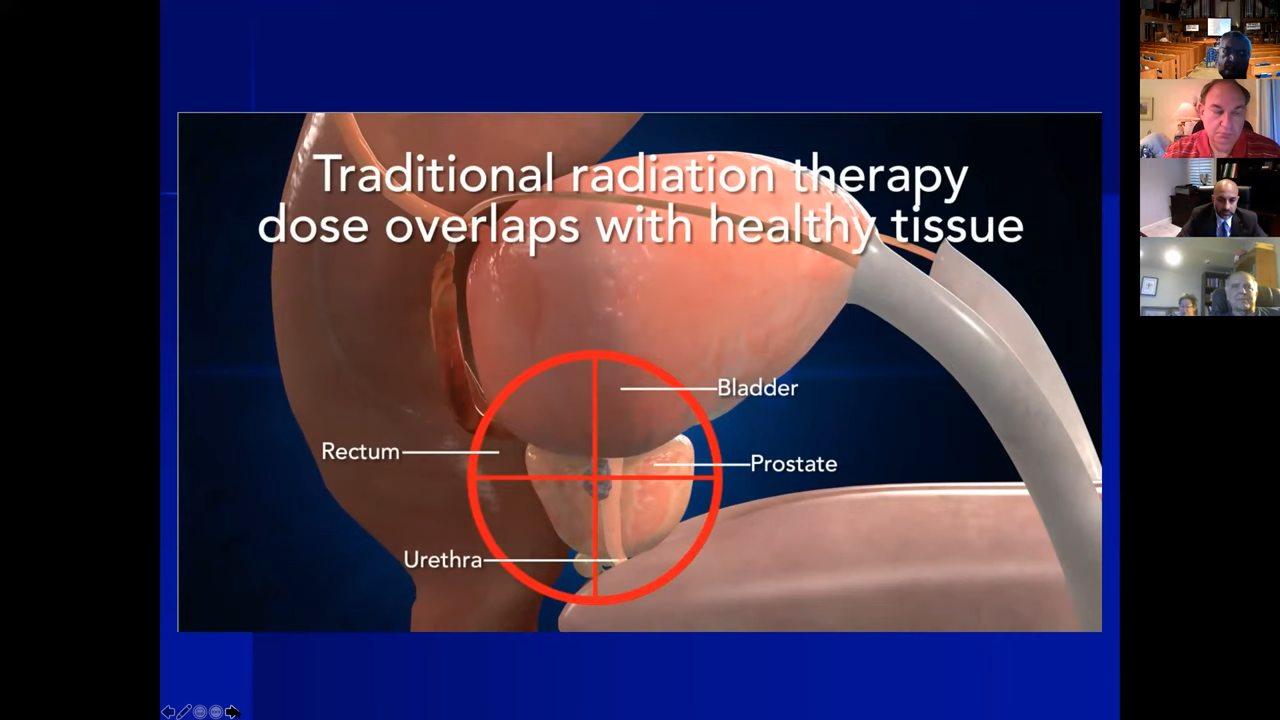 Traditional radiation therapy
dose overlaps with healthy tissue
Bladder
Rectum
Prostate
Urethra